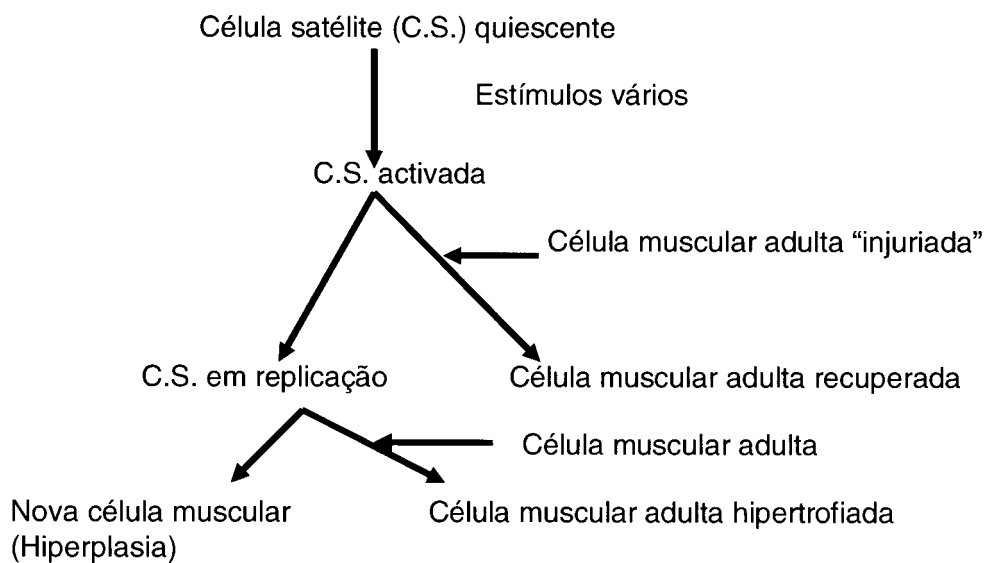 Célula satélite (C.S.) quiescente
Estímulos vários
C.S. activada
Célula muscular adulta “injuriada”
C.S. em replicação
Célula muscular adulta recuperada
Célula muscular adulta
Nova célula muscular
(Hiperplasia)
Célula muscular adulta hipertrofiada